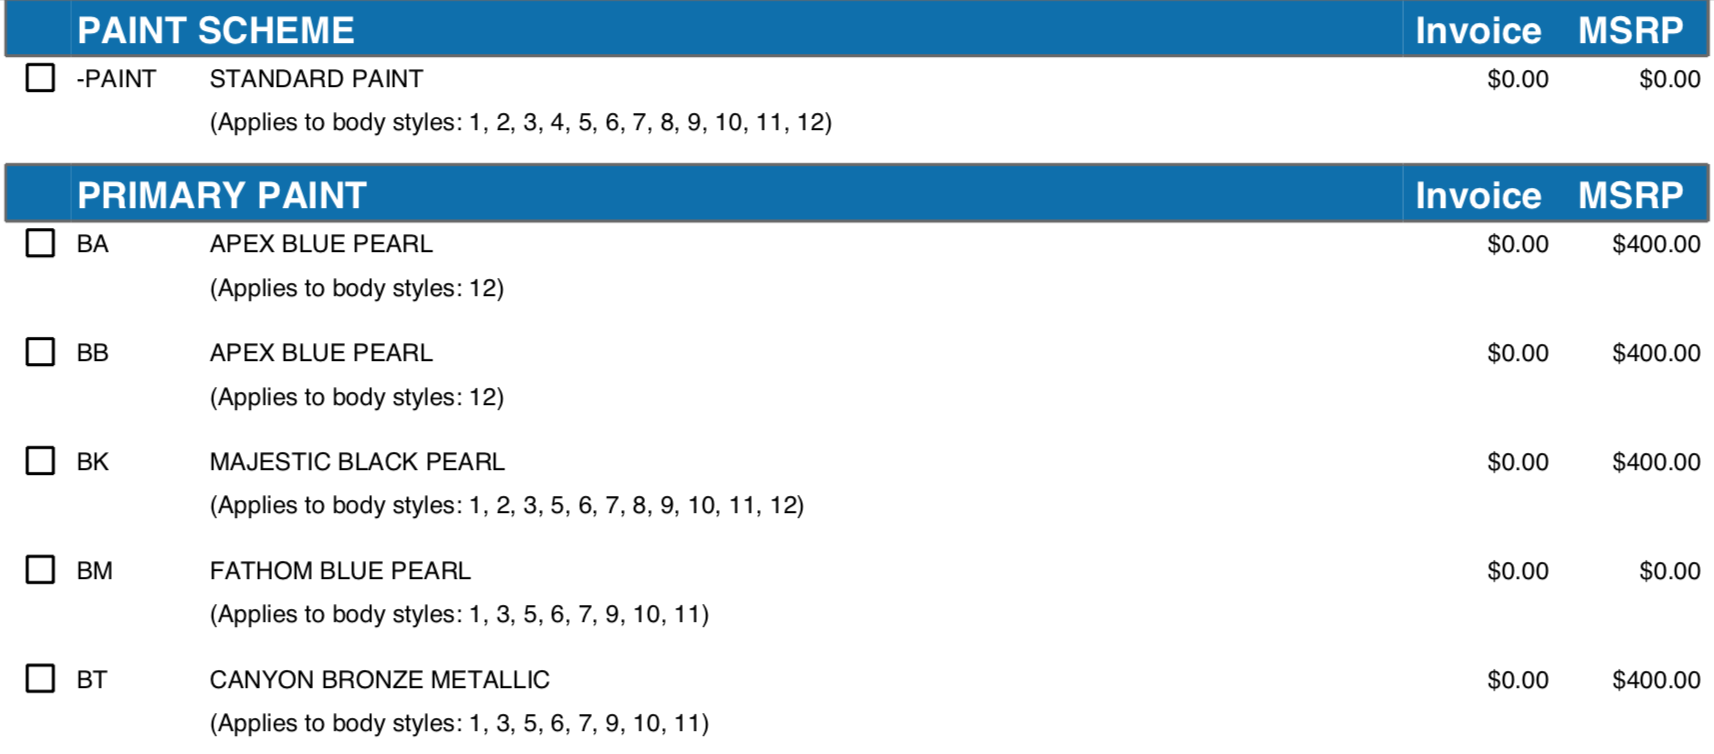 PAINT SCHEME Invoice MSRP
-PAINT STANDARD PAINT $0.00 $0.00
(Applies to body styles: 1, 2, 3, 4, 5, 6, 7, 8, 9, 10, 11, 12)
PRIMARY PAINT Invoice MSRP
BA APEX BLUE PEARL $0.00 $400.00
(Applies to body styles: 12)
BB APEX BLUE PEARL $0.00 $400.00
(Applies to body styles: 12)
BK MAJESTIC BLACK PEARL $0.00 $400.00
(Applies to body styles: 1, 2, 3, 5, 6, 7, 8, 9, 10, 11, 12)
BM FATHOM BLUE PEARL $0.00 $0.00
(Applies to body styles: 1, 3, 5, 6, 7, 9, 10, 11)
BT CANYON BRONZE METALLIC $0.00 $400.00
(Applies to body styles: 1, 3, 5, 6, 7, 9, 10, 11)